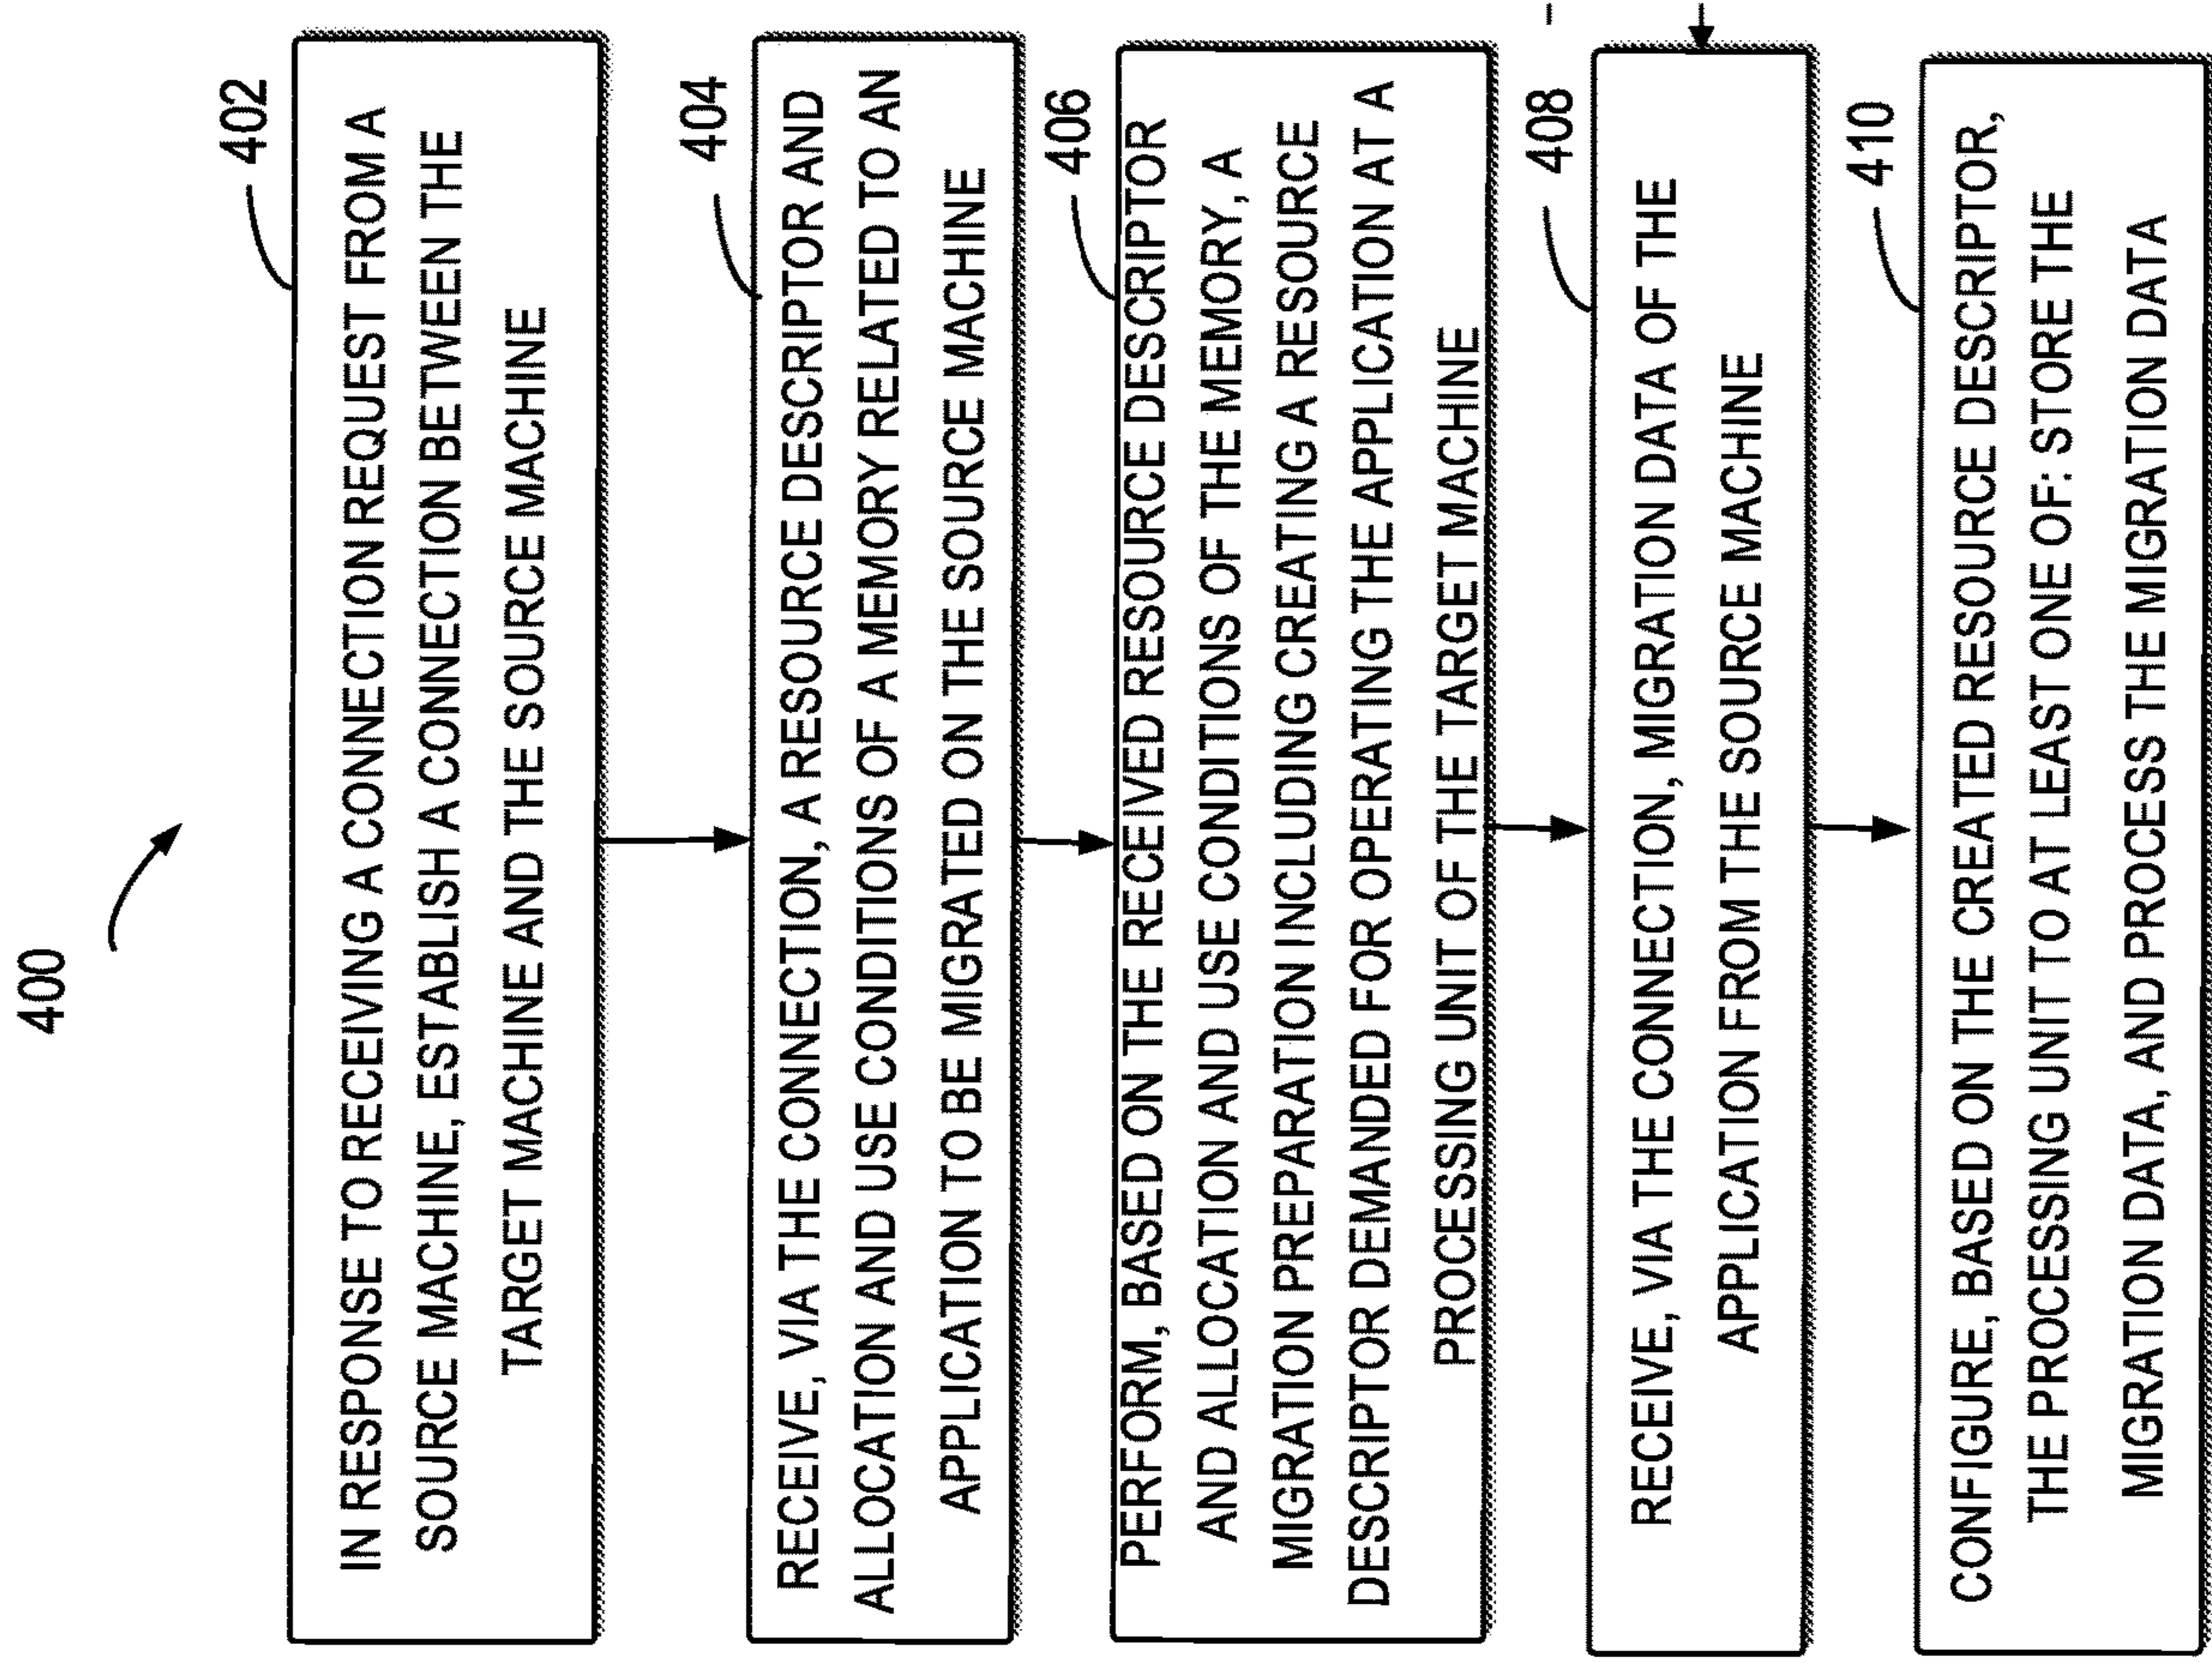 400
402
IN RESPONSE TO RECEIVING A CONNECTION REQUEST FROM A
SOURCE MACHINE, ESTABLISH A CONNECTION BETWEEN THE
TARGET MACHINE AND THE SOURCE MACHINE
404
RECEIVE, VIA THE CONNECTION, A RESOURCE DESCRIPTOR AND
ALLOCATION AND USE CONDITIONS OF A MEMORY RELATED TO AN
APPLICATION TO BE MIGRATED ON THE SOURCE MACHINE
406
PERFORM, BASED ON THE RECEIVED RESOURCE DESCRIPTOR
AND ALLOCATION AND USE CONDITIONS OF THE MEMORY, A
MIGRATION PREPARATION INCLUDING CREATING A RESOURCE
DESCRIPTOR DEMANDED FOR OPERATING THE APPLICATION AT A
PROCESSING UNIT OF THE TARGET MACHINE
408
RECEIVE, VIA THE CONNECTION, MIGRATION DATA OF THE
APPLICATION FROM THE SOURCE MACHINE
410
CONFIGURE, BASED ON THE CREATED RESOURCE DESCRIPTOR,
THE PROCESSING UNIT TO AT LEAST ONE OF: STORE THE
MIGRATION DATA, AND PROCESS THE MIGRATION DATA